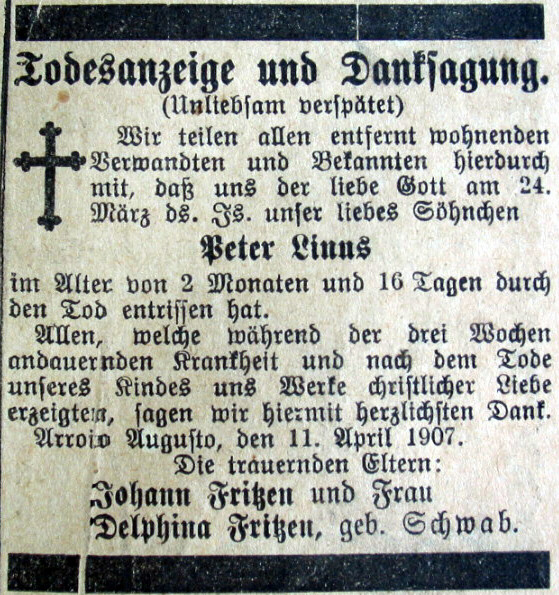 Todesanzeige und Danksagung.
(Unliebsam verspätet)
Wir teilen allen entfernt wohnenden
Verwandten und Bekannten hierdurch
mit, daß uns der liebe Gott am 24.
März ds. Js. unser liebes Söhnchen
Peter Linus
im Alter von 2 Monaten und 16 Tagen durch
den Tod entrissen hat.
Allen, welche während der drei Wochen
andauernden Krankheit und nach dem Tode
unseres Kindes uns Werke christlicher Liebe
erzeigten, sagen wir hiermit herzlichsten Dank.
Arroio Augusto, den 11. April 1907.
Die trauernden Eltern:
Johann Fritzen und Frau
Delphina Fritzen, geb. Schwab.